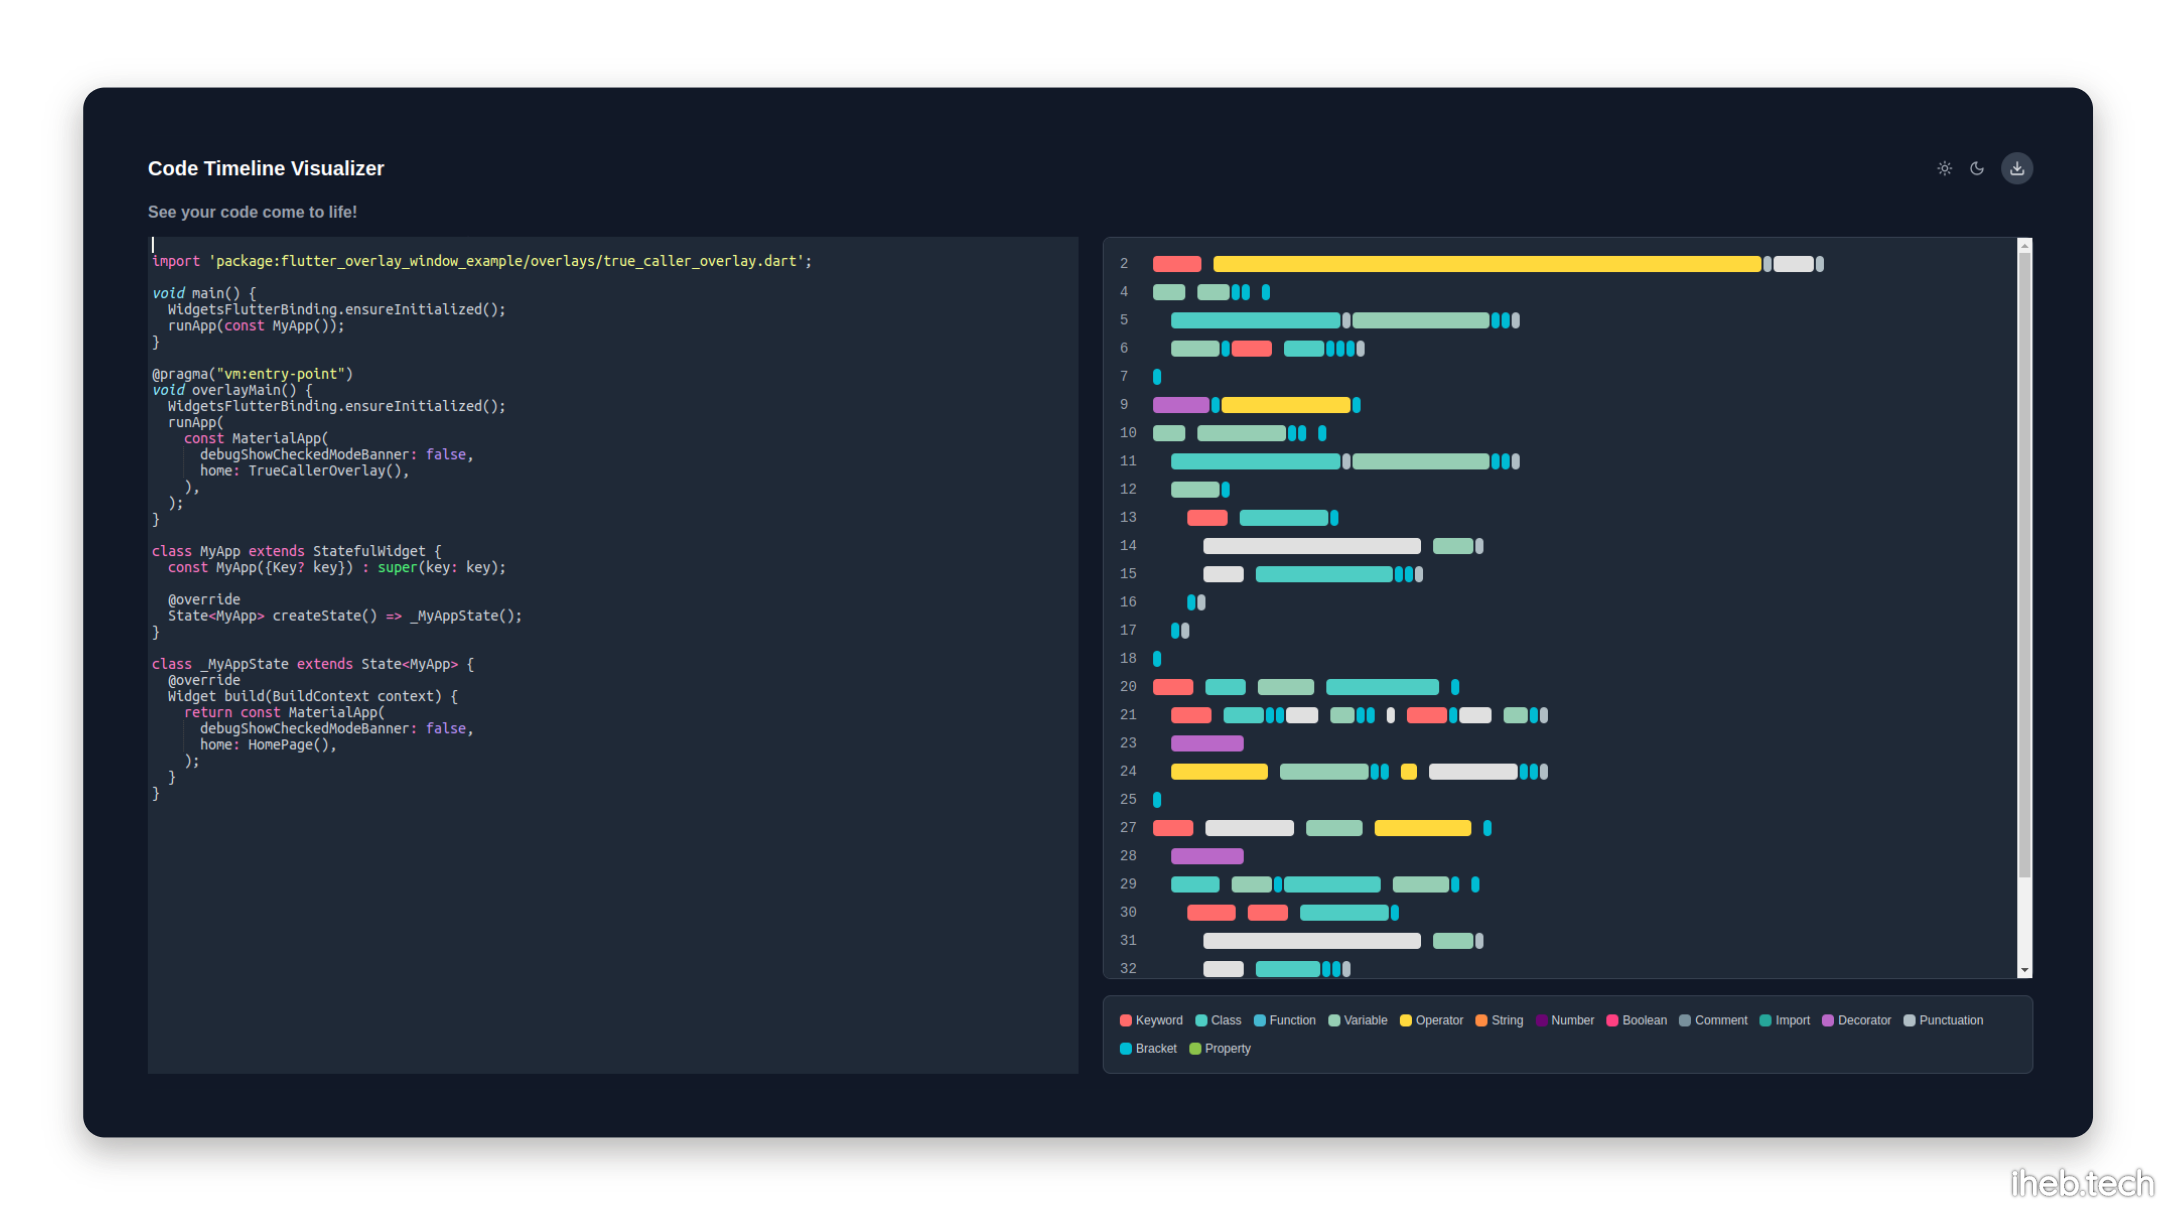 Code Timeline Visualizer
See your code come to life!
import 'package:flutter_overlay_window_example/overlays/true_caller_overlay.dart';
void main() {
  WidgetsFlutterBinding.ensureInitialized();
  runApp(const MyApp());
}
@pragma("vm:entry-point")
void overlayMain() {
  WidgetsFlutterBinding.ensureInitialized();
  runApp(
    const MaterialApp(
      debugShowCheckedModeBanner: false,
      home: TrueCallerOverlay(),
    ),
  );
}
class MyApp extends StatefulWidget {
  const MyApp({Key? key}) : super(key: key);
  @override
  State<MyApp> createState() => _MyAppState();
}
class _MyAppState extends State<MyApp> {
  @override
  Widget build(BuildContext context) {
    return const MaterialApp(
      debugShowCheckedModeBanner: false,
      home: HomePage(),
    );
  }
}
2
4
5
6
7
9
10
11
12
13
14
15
16
17
18
20
21
23
24
25
27
28
29
30
31
32
Keyword Class Function Variable Operator String Number Boolean Comment Import Decorator Punctuation
Bracket Property
iheb.tech